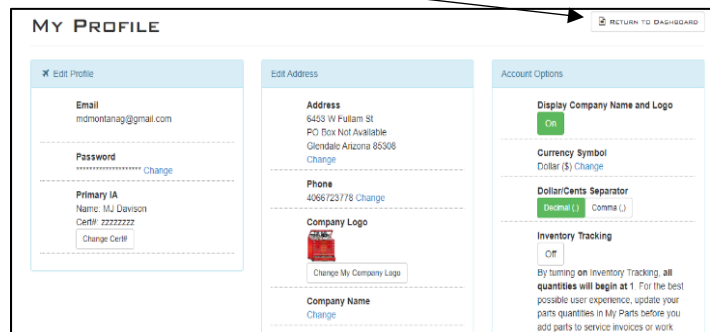 MY PROFILE
RETURN TO DASHBOARD
Edit Profile
Email
mdmontanag@gmail.com
Password
******************* Change
Primary IA
Name: MJ Davison
Cert#: zzzzzzzz
Change Cert#
Edit Address
Address
6453 W Fullam St
PO Box Not Available
Glendale Arizona 85308
Change
Phone
4066723778 Change
Company Logo
Change My Company Logo
Company Name
Change
Account Options
Display Company Name and Logo
On
Currency Symbol
Dollar ($) Change
Dollar/Cents Separator
Decimal (.) Comma (,)
Inventory Tracking
Off
By turning on Inventory Tracking, all
quantities will begin at 1. For the best
possible user experience, update your
parts quantities in My Parts before you
add parts to service invoices or work